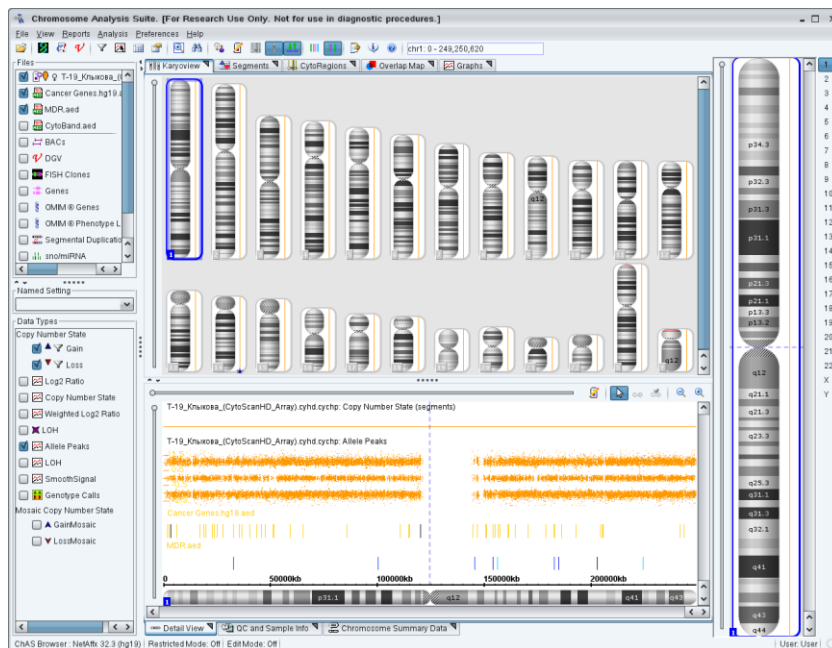 Chromosome Analysis Suite. [For Research Use Only. Not for use in diagnostic procedures.]
File View Reports Analysis Preferences Help
chr1: 0 - 249,250,620
Files
T-19_Клыкова_(
Cancer Genes.hg19.a
MDR.aed
CytoBand.aed
BACs
DGV
FISH Clones
Genes
OMIM ® Genes
OMIM ® Phenotype L
Segmental Duplicatio
sno/miRNA
Named Setting
Data Types
Copy Number State
Gain
Loss
Log2 Ratio
Copy Number State
Weighted Log2 Ratio
LOH
Allele Peaks
LOH
SmoothSignal
Genotype Calls
Mosaic Copy Number State
GainMosaic
LossMosaic
Karyoview Segments CytoRegions Overlap Map Graphs
q12
1
q12
T-19_Клыкова_(CytoScanHD_Array).cyhd.cychp: Copy Number State (segments)
T-19_Клыкова_(CytoScanHD_Array).cyhd.cychp: Allele Peaks
Cancer Genes.hg19.aed
MDR.aed
0 50000kb 100000kb 150000kb 200000kb
1 p31.1 q12 q41 q43
Detail View QC and Sample Info Chromosome Summary Data
p34.3
p32.3
p31.3
p31.1
p21.3
p21.1
p13.3
p13.2
q12
q21.1
q21.3
q23.3
q25.3
q31.1
q31.3
q32.1
q41
q43
q44
1
1
2
3
4
5
6
7
8
9
10
11
12
13
14
15
16
17
18
19
20
21
22
X
Y
ChAS Browser : NetAffx 32.3 (hg19) Restricted Mode: Off Edit Mode: Off User: User